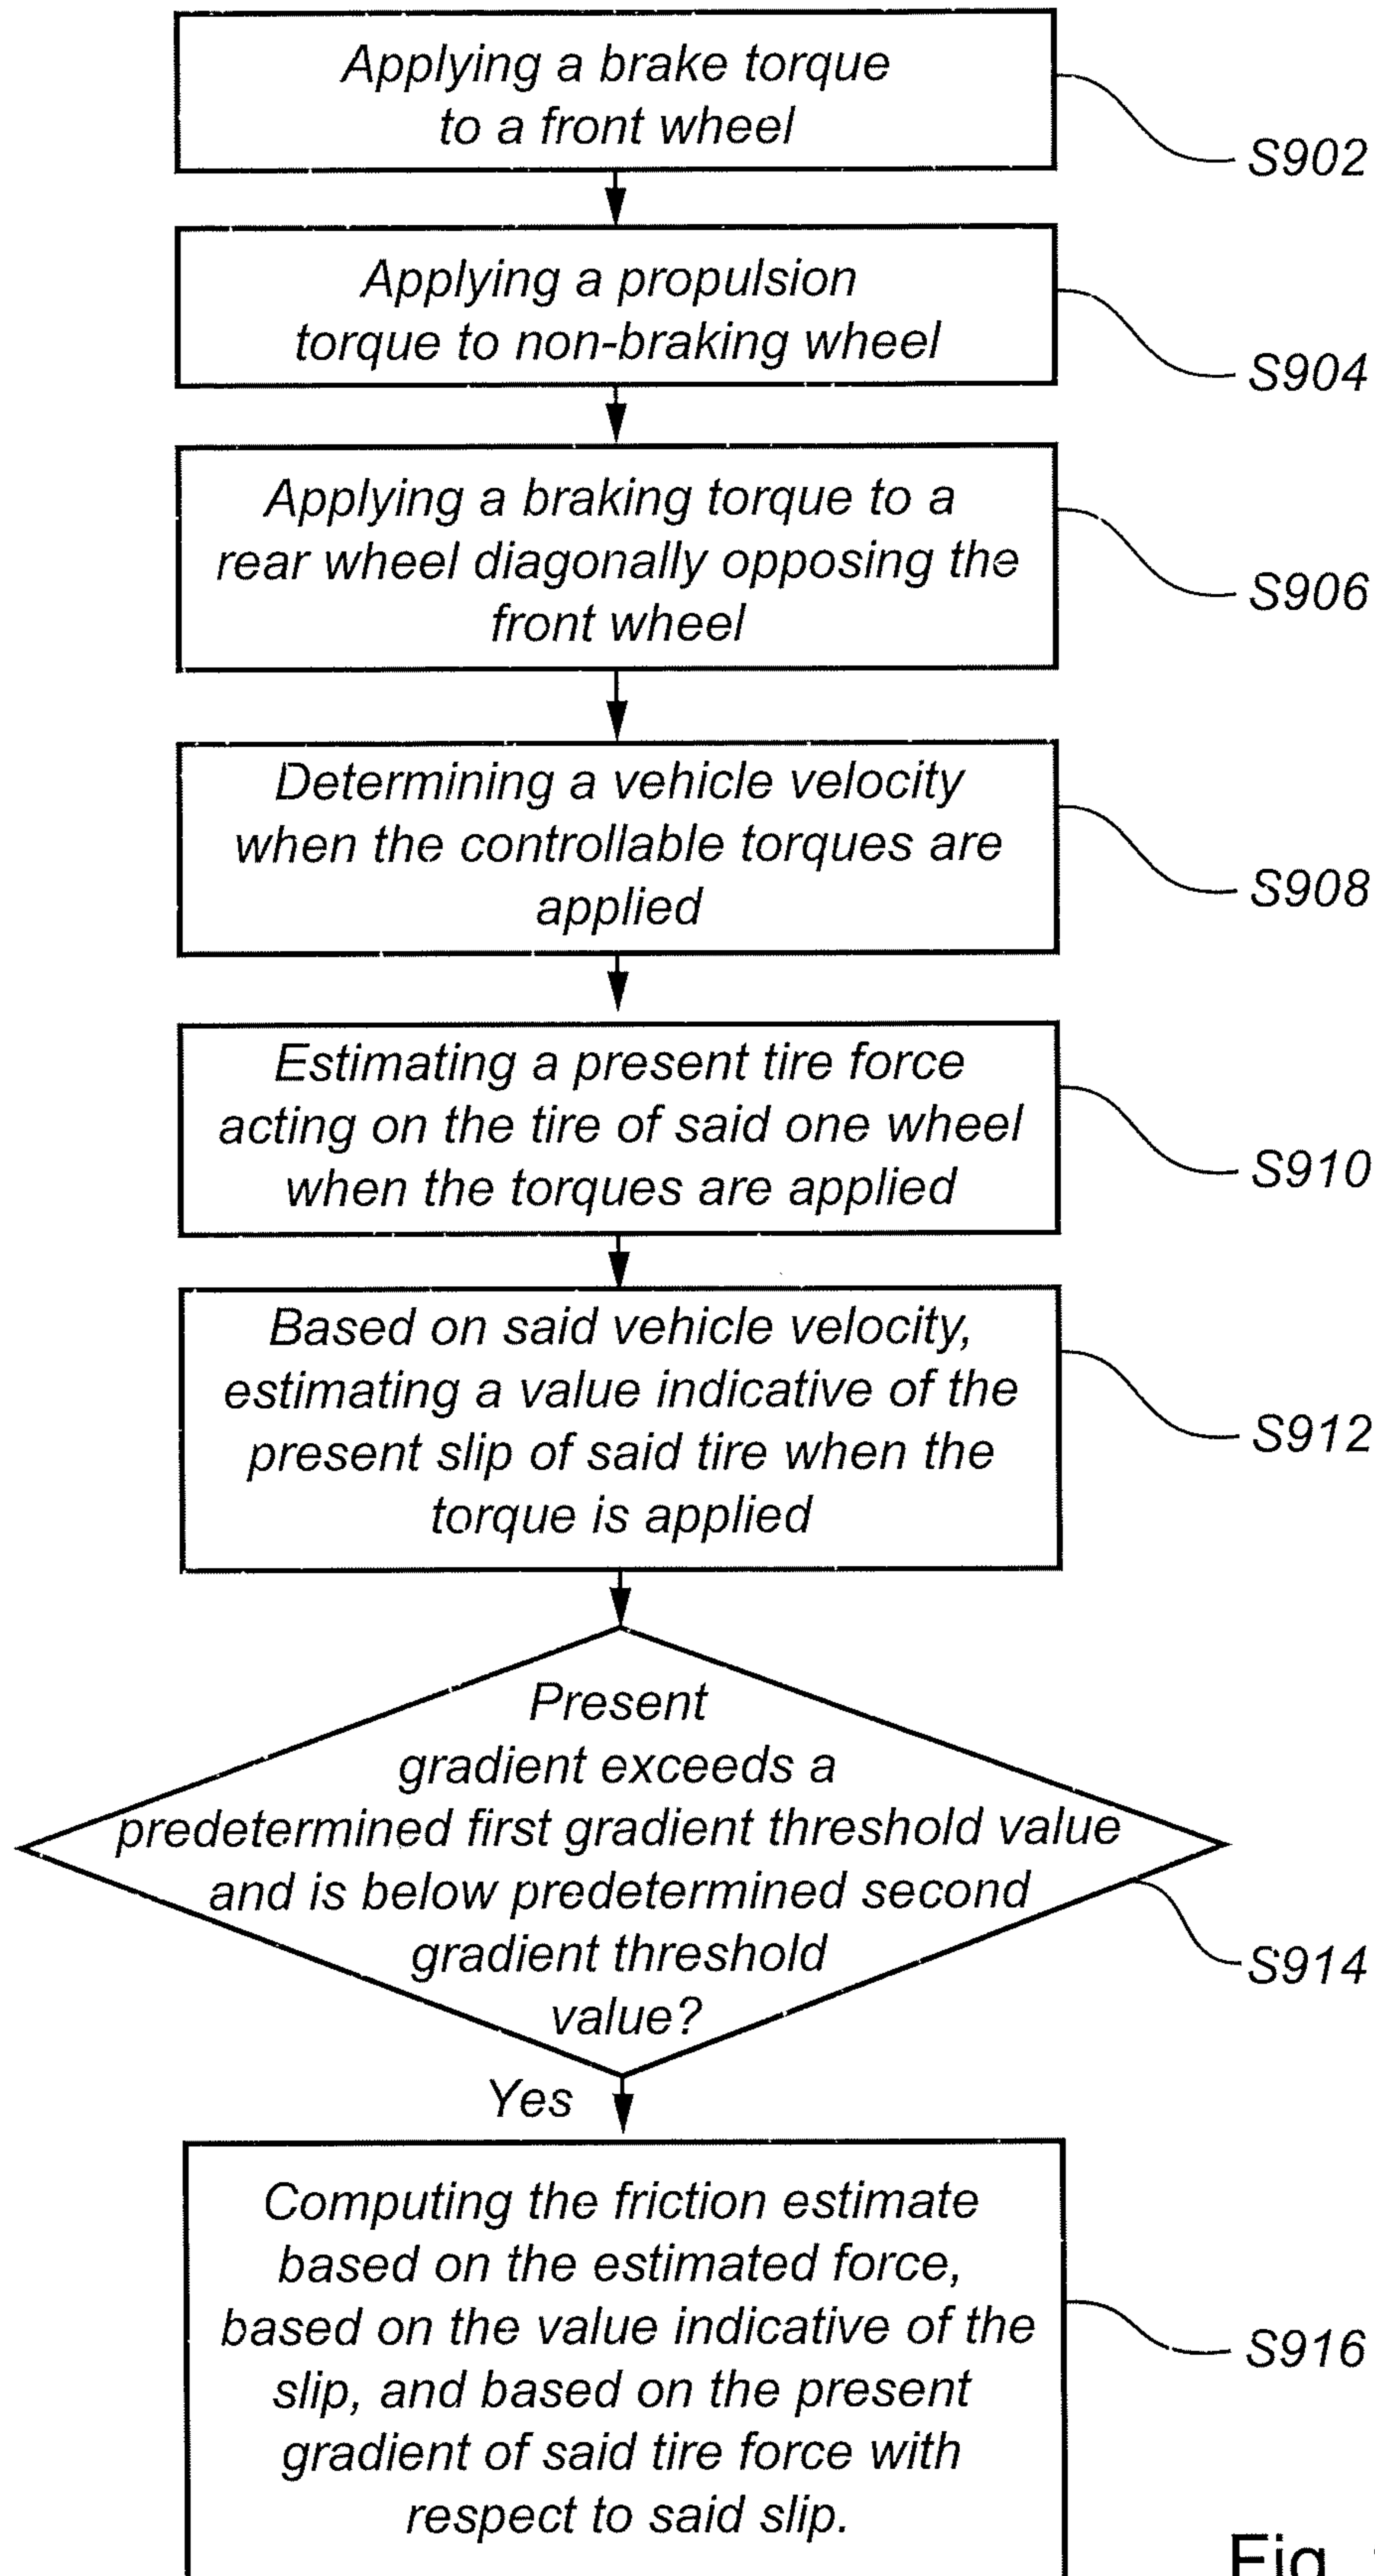 Applying a brake torque
to a front wheel
S902
Applying a propulsion
torque to non-braking wheel
S904
Applying a braking torque to a
rear wheel diagonally opposing the
front wheel
S906
Determining a vehicle velocity
when the controllable torques are
applied
S908
Estimating a present tire force
acting on the tire of said one wheel
when the torques are applied
S910
Based on said vehicle velocity,
estimating a value indicative of the
present slip of said tire when the
torque is applied
S912
Present
gradient exceeds a
predetermined first gradient threshold value
and is below predetermined second
gradient threshold
value?
S914
Yes
Computing the friction estimate
based on the estimated force,
based on the value indicative of the
slip, and based on the present
gradient of said tire force with
respect to said slip.
S916
Fig.